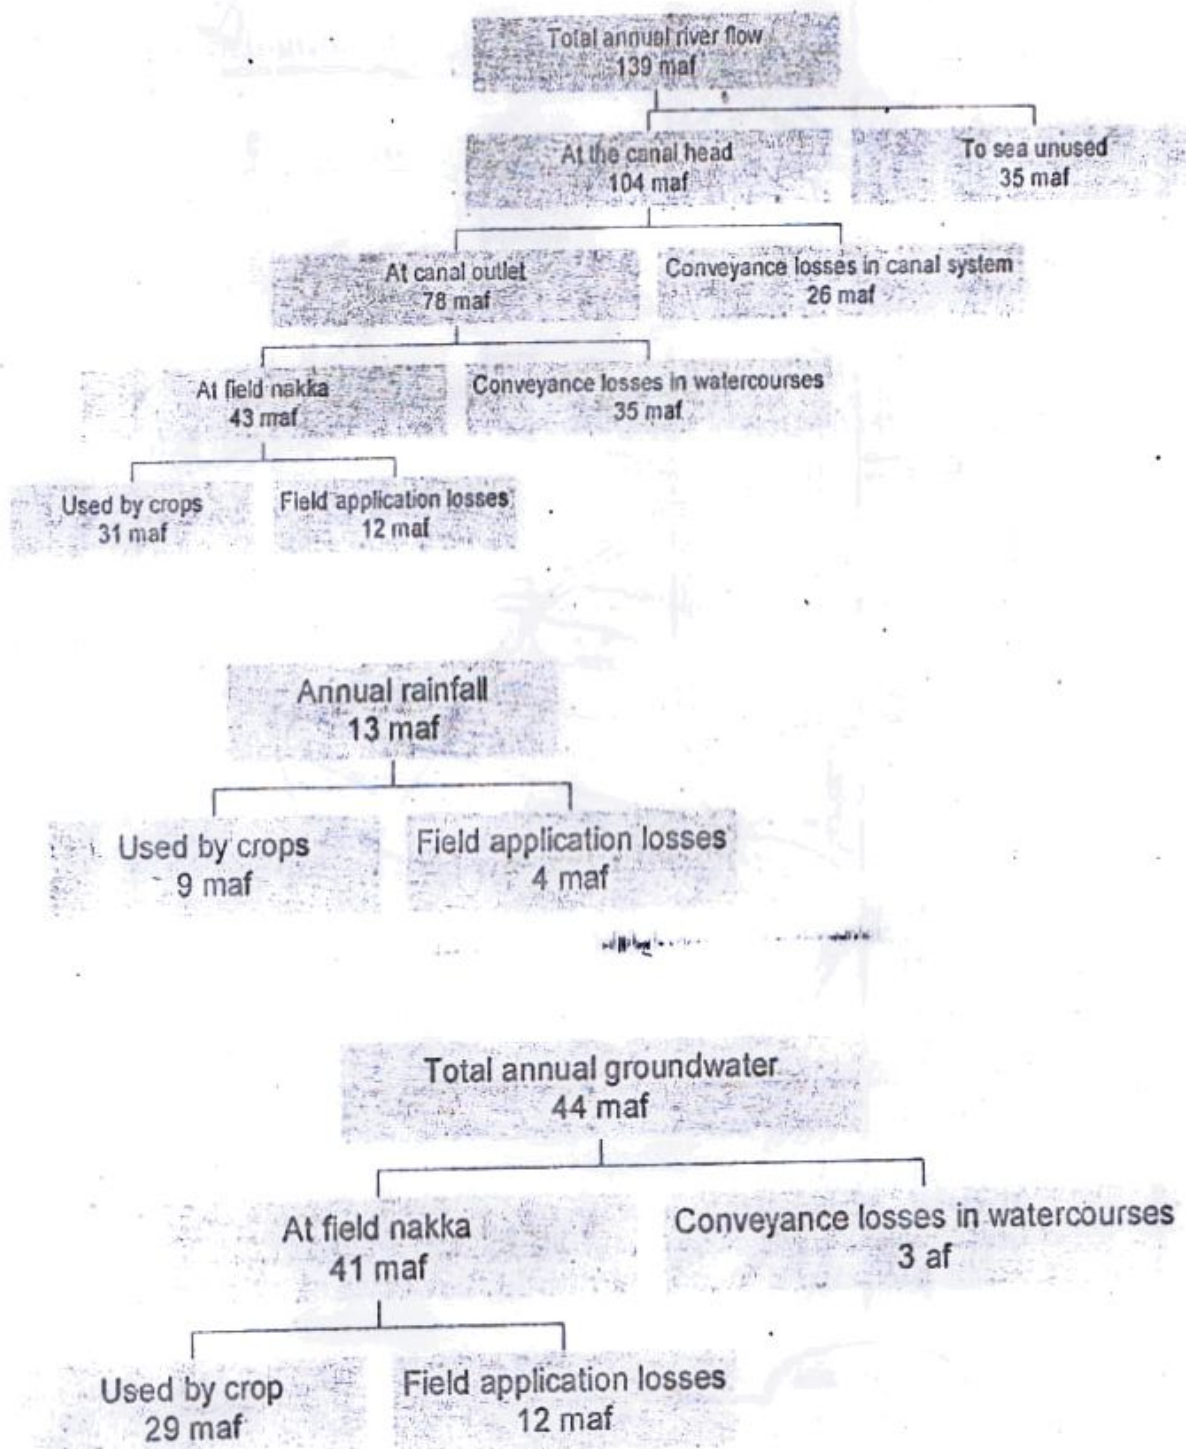 Total annual river flow
139 maf
At the canal head
104 maf
To sea unused
35 maf
At canal outlet
78 maf
Conveyance losses in canal system
26 maf
At field nakka
43 maf
Conveyance losses in watercourses
35 maf
Used by crops
31 maf
Field application losses
12 maf
Annual rainfall
13 maf
Used by crops
9 maf
Field application losses
4 maf
Total annual groundwater
44 maf
At field nakka
41 maf
Conveyance losses in watercourses
3 af
Used by crop
29 maf
Field application losses
12 maf